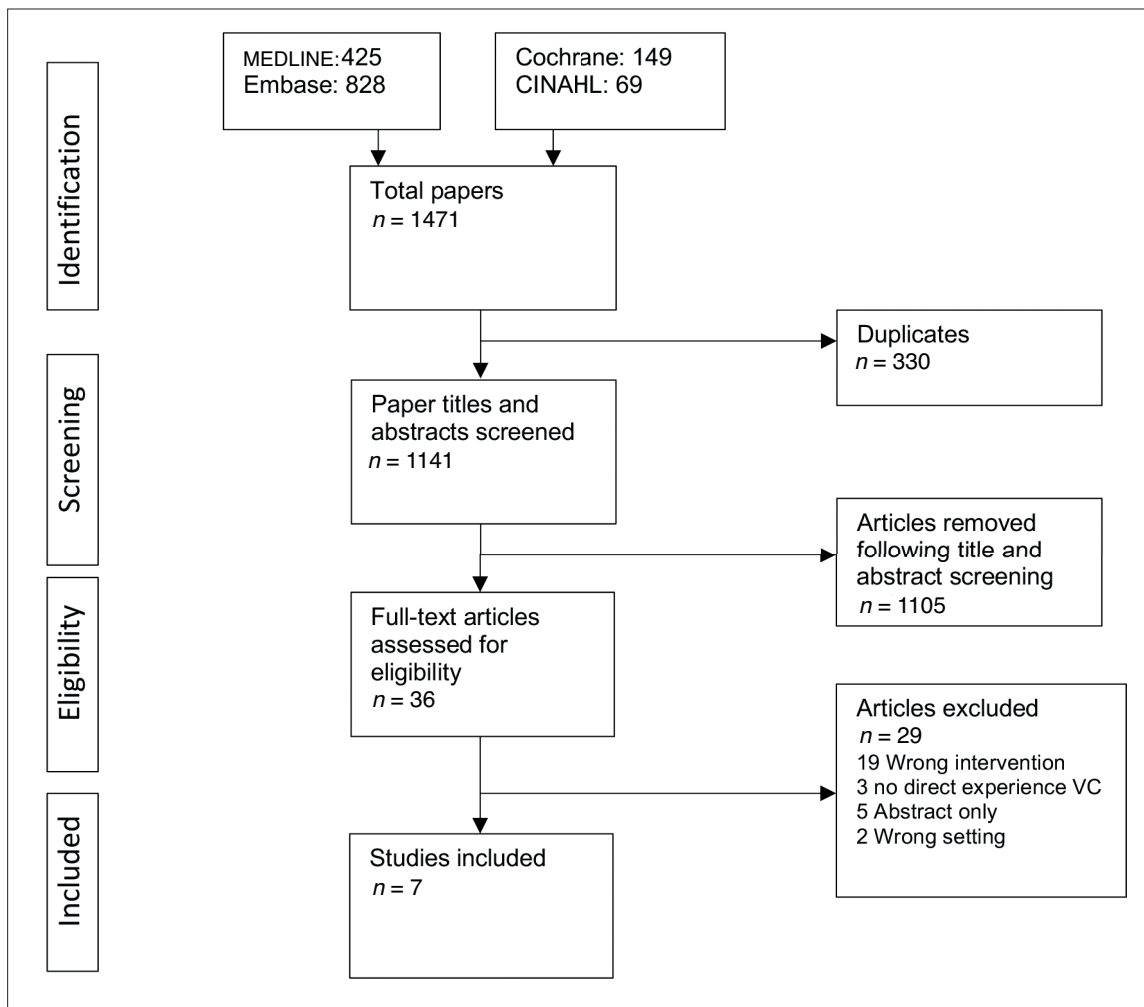 MEDLINE: 425
Embase: 828
Cochrane: 149
CINAHL: 69
Identification
Total papers
n = 1471
Duplicates
n = 330
Screening
Paper titles and
abstracts screened
n = 1141
Articles removed
following title and
abstract screening
n = 1105
Eligibility
Full-text articles
assessed for
eligibility
n = 36
Articles excluded
n = 29
19 Wrong intervention
3 no direct experience VC
5 Abstract only
2 Wrong setting
Included
Studies included
n = 7